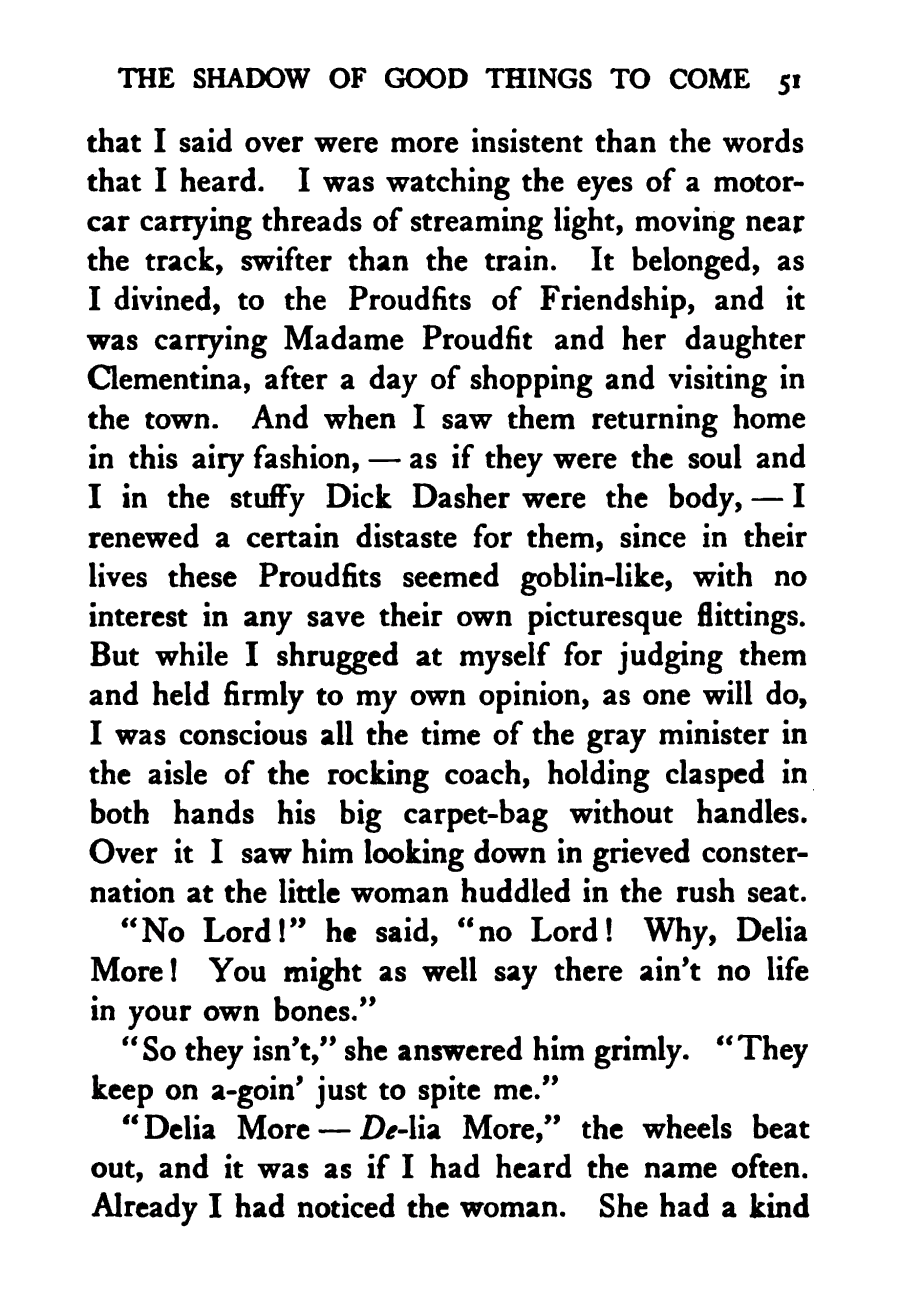 THE SHADOW OF GOOD THINGS TO COME 51
that I said over were more insistent than the words
that I heard. I was watching the eyes of a motor-
car carrying threads of streaming light, moving near
the track, swifter than the train. It belonged, as
I divined, to the Proudfits of Friendship, and it
was carrying Madame Proudfit and her daughter
Clementina, after a day of shopping and visiting in
the town. And when I saw them returning home
in this airy fashion, — as if they were the soul and
I in the stuffy Dick Dasher were the body, — I
renewed a certain distaste for them, since in their
lives these Proudfits seemed goblin-like, with no
interest in any save their own picturesque flittings.
But while I shrugged at myself for judging them
and held firmly to my own opinion, as one will do,
I was conscious all the time of the gray minister in
the aisle of the rocking coach, holding clasped in
both hands his big carpet-bag without handles.
Over it I saw him looking down in grieved conster-
nation at the little woman huddled in the rush seat.
"No Lord!" he said, "no Lord! Why, Delia
More! You might as well say there ain't no life
in your own bones."
"So they isn't," she answered him grimly. "They
keep on a-goin' just to spite me."
"Delia More — De-lia More," the wheels beat
out, and it was as if I had heard the name often.
Already I had noticed the woman. She had a kind